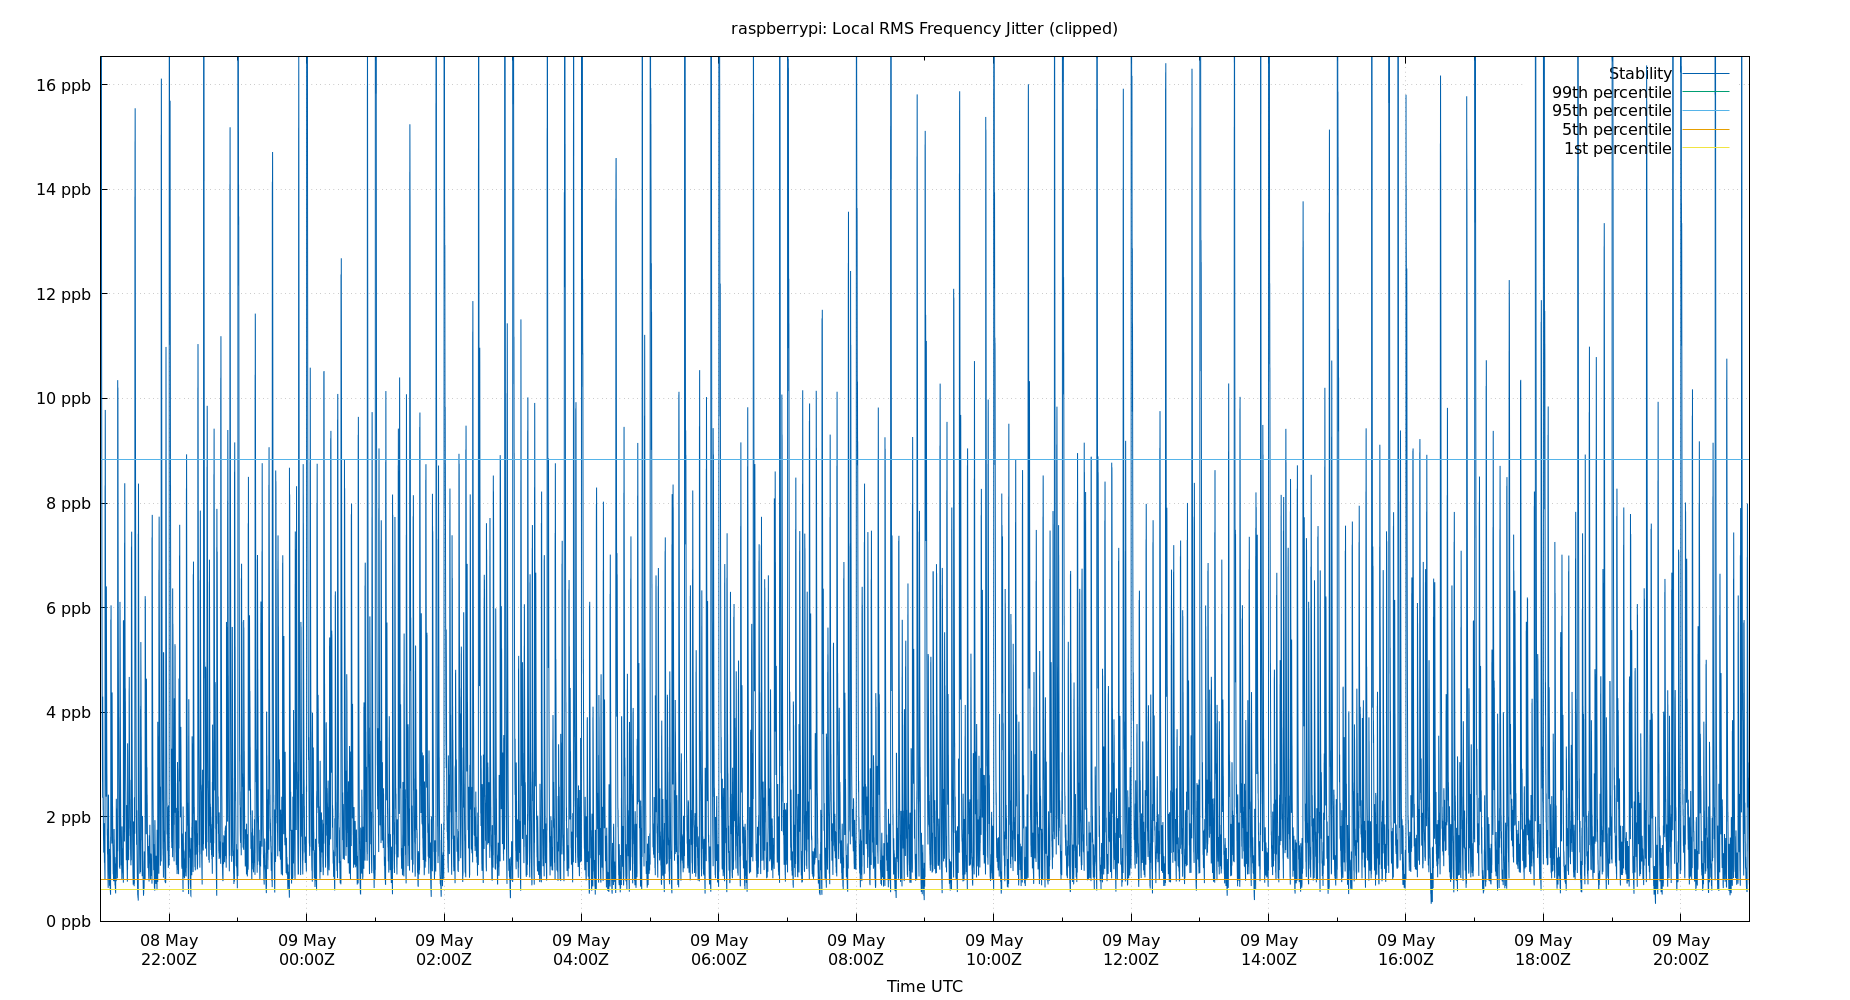 raspberrypi: Local RMS Frequency Jitter (clipped)
16 ppb
14 ppb
12 ppb
10 ppb
8 ppb
6 ppb
4 ppb
2 ppb
0 ppb
Stability
99th percentile
95th percentile
5th percentile
1st percentile
08 May 09 May 09 May 09 May 09 May 09 May 09 May 09 May 09 May 09 May 09 May 09 May
22:00Z 00:00Z 02:00Z 04:00Z 06:00Z 08:00Z 10:00Z 12:00Z 14:00Z 16:00Z 18:00Z 20:00Z
Time UTC